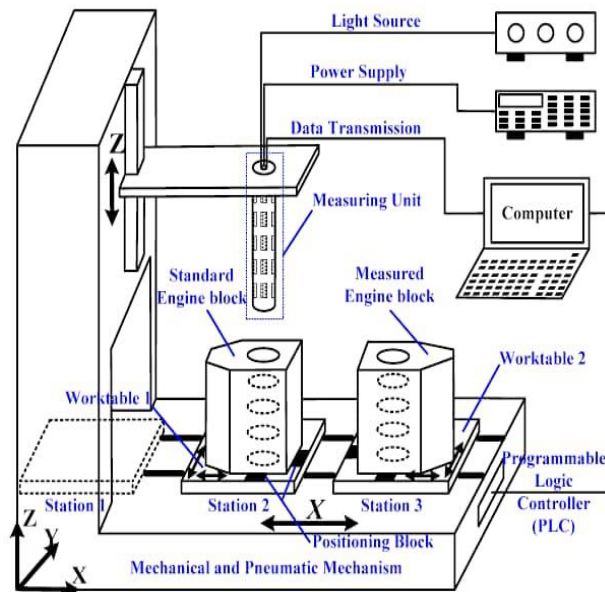 Light Source
Power Supply
Z
Data Transmission
Computer
Measuring Unit
Standard
Engine block
Measured
Engine block
Worktable 1
Worktable 2
Station 1
Station 2
Station 3
Programmable
Logic
Controller
(PLC)
X
Positioning Block
Z
Y
X
Mechanical and Pneumatic Mechanism